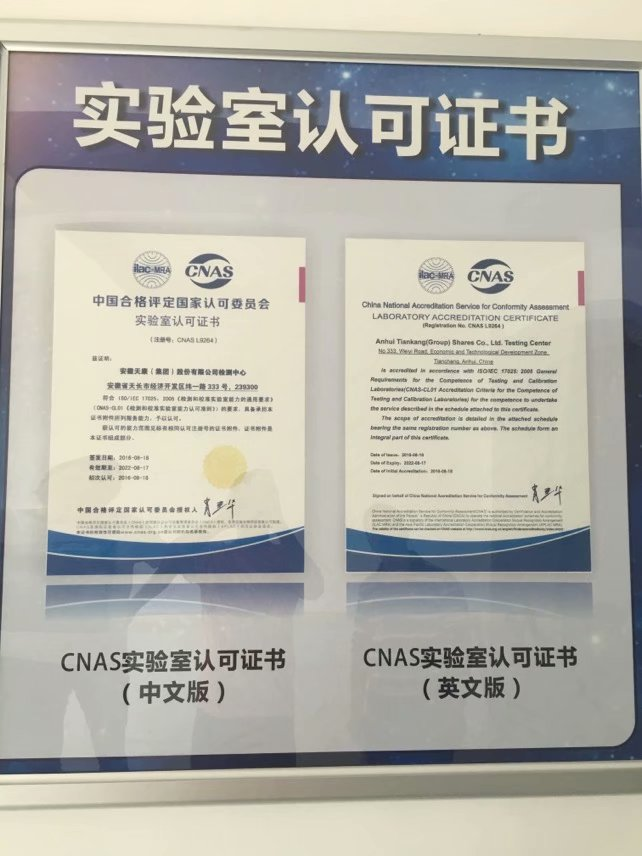 实验室认可证书
ilac-MRA
CNAS
中国合格评定国家认可委员会
实验室认可证书
（注册号：CNAS L9264）
兹证明：
安徽天康（集团）股份有限公司检测中心
安徽省天长市经济开发区纬一路 333 号，239300
符合 ISO/IEC 17025：2005《检测和校准实验室能力的通用要求》
（CNAS-CL01《检测和校准实验室能力认可准则》）的要求，具备承担本
证书附件所列服务能力，予以认可。
获认可的能力范围见标有相同认可注册号的证书附件，证书附件是
本证书组成部分。
签发日期：2016-08-18
有效期至：2022-08-17
初次认可：2016-08-18
中国合格评定国家认可委员会授权人
ilac-MRA
CNAS
China National Accreditation Service for Conformity Assessment
LABORATORY ACCREDITATION CERTIFICATE
(Registration No. CNAS L9264)
Anhui Tiankang(Group) Shares Co., Ltd. Testing Center
No.333, Weiyi Road, Economic and Technological Development Zone,
Tianchang, Anhui, China
is accredited in accordance with ISO/IEC 17025: 2005 General
Requirements for the Competence of Testing and Calibration
Laboratories(CNAS-CL01 Accreditation Criteria for the Competence of
Testing and Calibration Laboratories) for the competence to undertake
the service described in the schedule attached to this certificate.
The scope of accreditation is detailed in the attached schedule
bearing the same registration number as above. The schedule form an
integral part of this certificate.
Date of Issue: 2016-08-18
Date of Expiry: 2022-08-17
Date of Initial Accreditation: 2016-08-18
Signed on behalf of China National Accreditation Service for Conformity Assessment
CNAS实验室认可证书
（中文版）
CNAS实验室认可证书
（英文版）